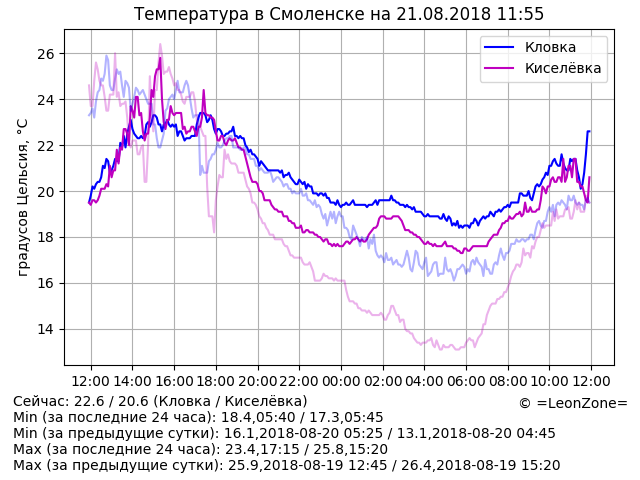 Температура в Смоленске на 21.08.2018 11:55
градусов Цельсия, °C
26
24
22
20
18
16
14
Кловка
Киселёвка
12:00 14:00 16:00 18:00 20:00 22:00 00:00 02:00 04:00 06:00 08:00 10:00 12:00
Сейчас: 22.6 / 20.6 (Кловка / Киселёвка)
© =LeonZone=
Min (за последние 24 часа): 18.4,05:40 / 17.3,05:45
Min (за предыдущие сутки): 16.1,2018-08-20 05:25 / 13.1,2018-08-20 04:45
Max (за последние 24 часа): 23.4,17:15 / 25.8,15:20
Max (за предыдущие сутки): 25.9,2018-08-19 12:45 / 26.4,2018-08-19 15:20